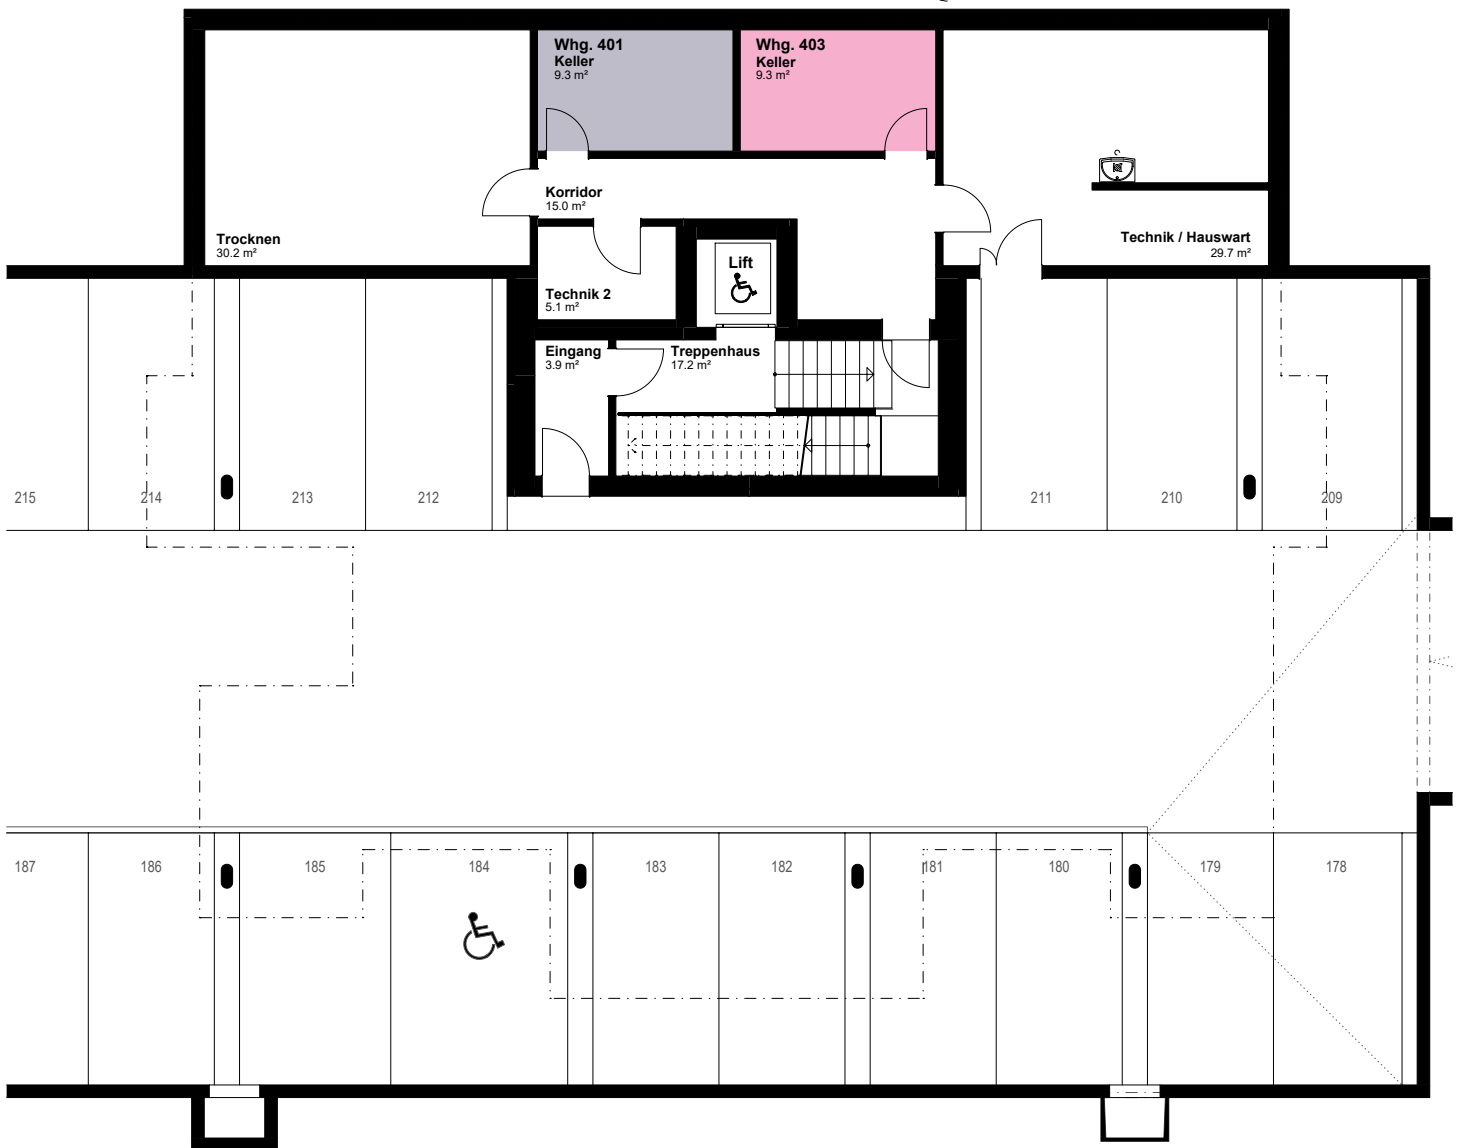 Whg. 401
Keller
9.3 m²
Whg. 403
Keller
9.3 m²
Korridor
15.0 m²
Trocknen
30.2 m²
Technik / Hauswart
29.7 m²
Lift
Technik 2
5.1 m²
Eingang
3.9 m²
Treppenhaus
17.2 m²
215
214
213
212
211
210
209
187
186
185
184
183
182
181
180
179
178